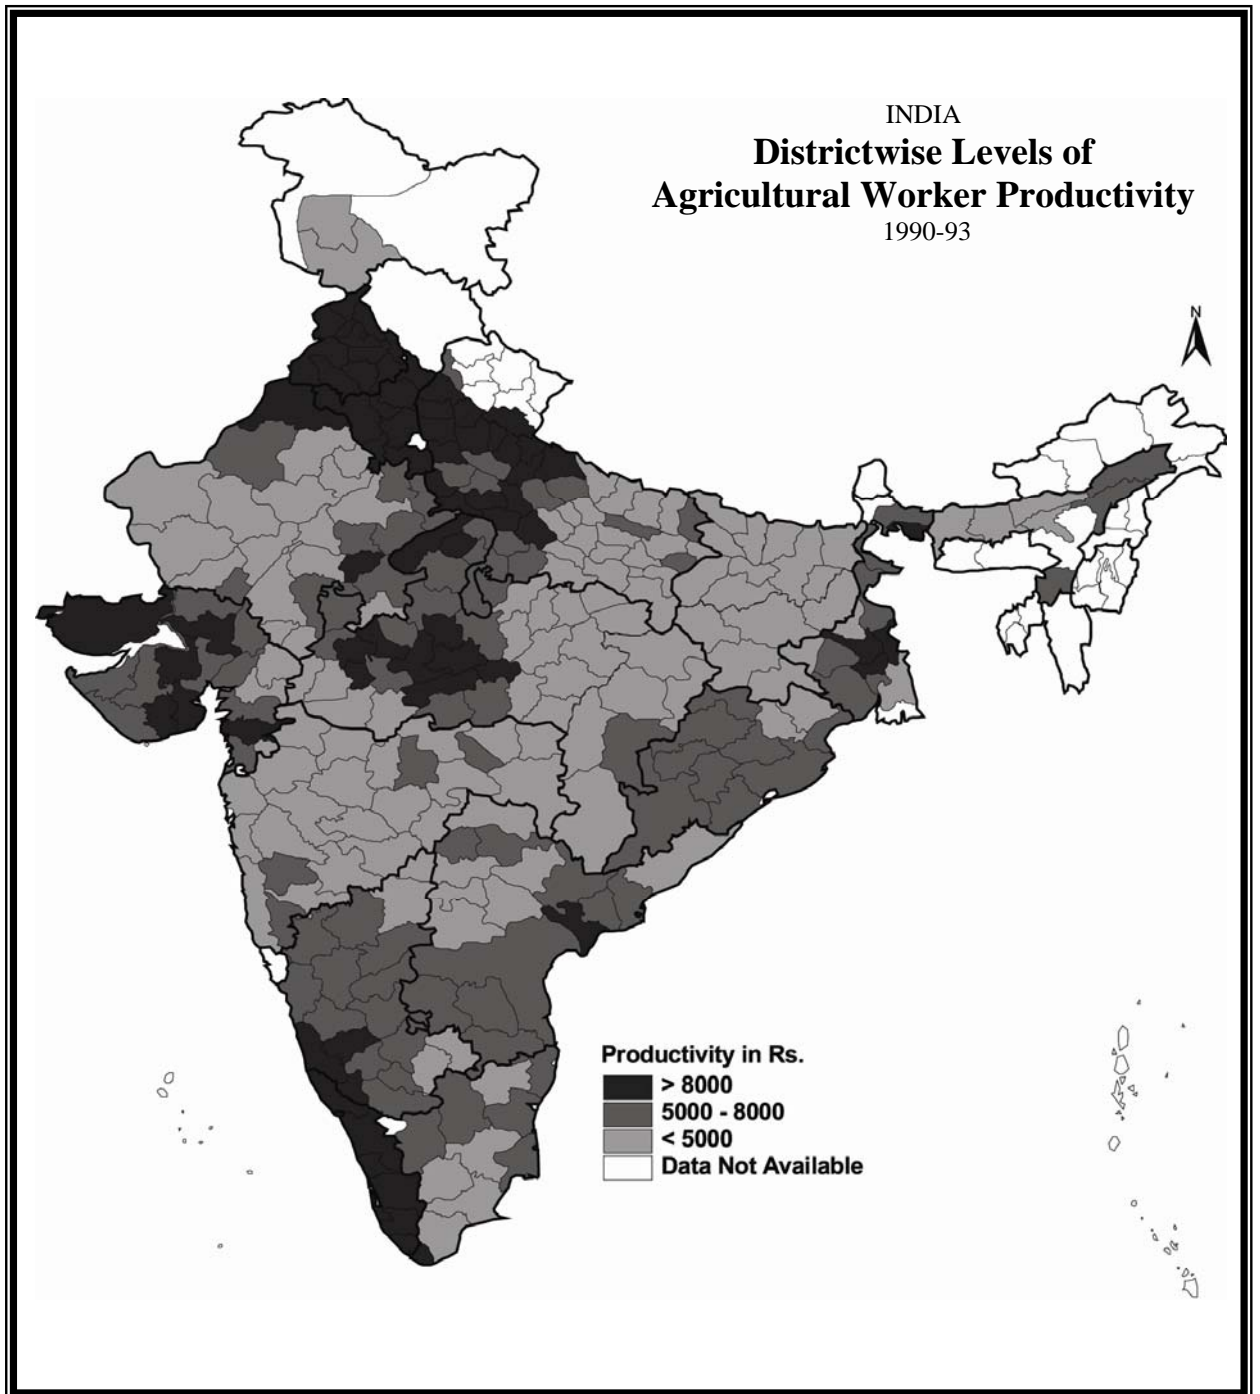 INDIA
Districtwise Levels of
Agricultural Worker Productivity
1990-93
N
Productivity in Rs.
> 8000
5000 - 8000
< 5000
Data Not Available